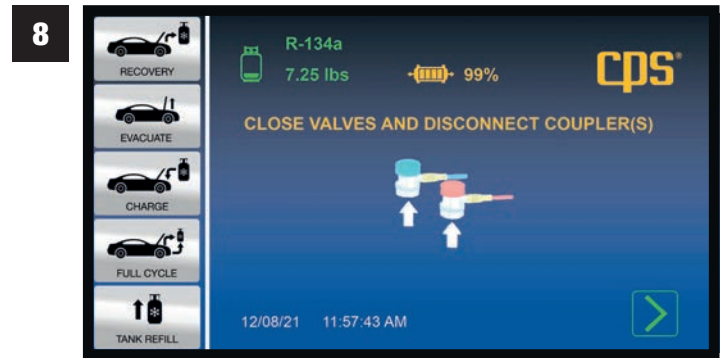 8
RECOVERY
EVACUATE
CHARGE
FULL CYCLE
TANK REFILL
R-134a
7.25 lbs
99%
cps®
CLOSE VALVES AND DISCONNECT COUPLER(S)
12/08/21 11:57:43 AM